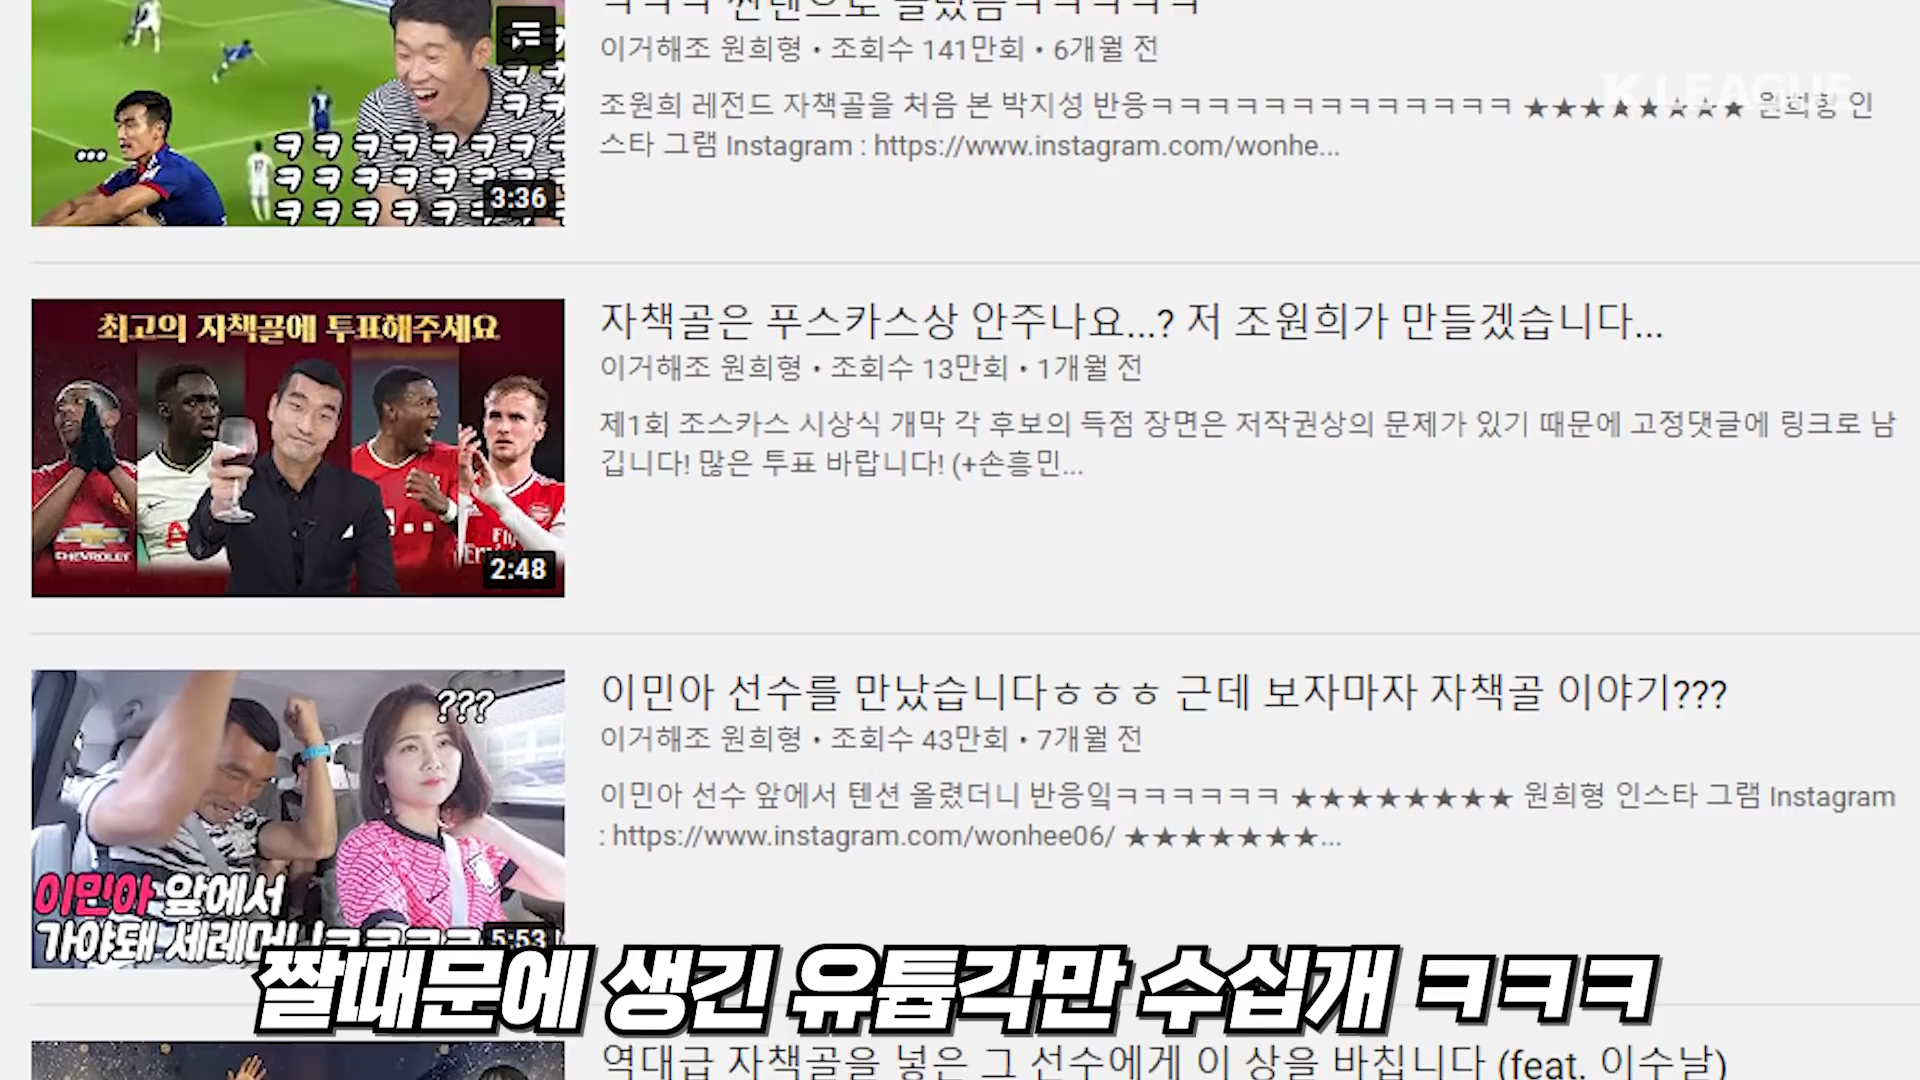 이거해조 원희형 • 조회수 141만회 • 6개월 전
K LEAGUE
조원희 레전드 자책골을 처음 본 박지성 반응ㅋㅋㅋㅋㅋㅋㅋㅋㅋㅋㅋㅋㅋ ★★★★★★★★ 원희형 인
스타 그램 Instagram : https://www.instagram.com/wonhe...
...
ㅋㅋㅋㅋㅋㅋㅋ
ㅋㅋㅋㅋㅋ
ㅋㅋㅋㅋㅋ
3:36
자책골은 푸스카스상 안주나요...? 저 조원희가 만들겠습니다...
이거해조 원희형 • 조회수 13만회 • 1개월 전
제1회 조스카스 시상식 개막 각 후보의 득점 장면은 저작권상의 문제가 있기 때문에 고정댓글에 링크로 남
깁니다! 많은 투표 바랍니다! (+손흥민...
최고의 자책골에 투표해주세요
CHEVROLET
2:48
이민아 선수를 만났습니다ㅎㅎㅎ 근데 보자마자 자책골 이야기???
이거해조 원희형 • 조회수 43만회 • 7개월 전
이민아 선수 앞에서 텐션 올렸더니 반응잌ㅋㅋㅋㅋㅋㅋ ★★★★★★★★ 원희형 인스타 그램 Instagram
: https://www.instagram.com/wonhee06/ ★★★★★★★...
???
이민아 앞에서
가야돼 세레머니ㅋㅋㅋㅋ
5:53
짤때문에 생긴 유튭각만 수십개 ㅋㅋㅋ
역대급 자책골을 넣은 그 선수에게 이 상을 바칩니다 (feat. 이수날)